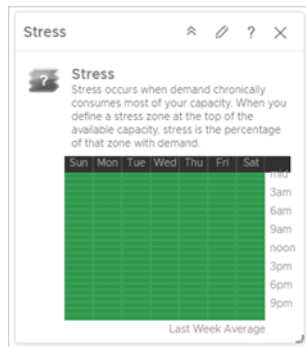 Stress
?
Stress
Stress occurs when demand chronically
consumes most of your capacity. When you
define a stress zone at the top of the
available capacity, stress is the percentage
of that zone with demand.
Sun Mon Tue Wed Thu Fri Sat
mid
3am
6am
9am
noon
3pm
6pm
9pm
Last Week Average